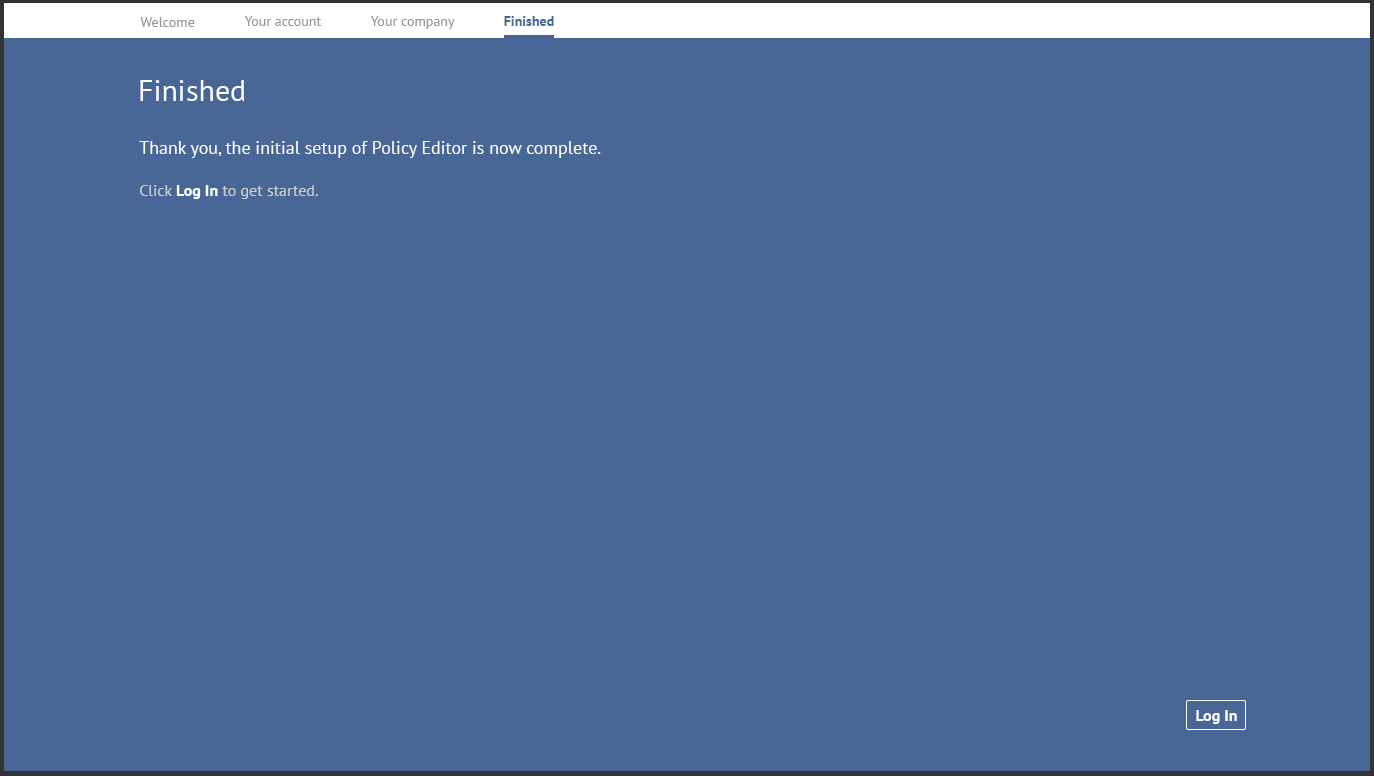 Welcome Your account Your company Finished
Finished
Thank you, the initial setup of Policy Editor is now complete.
Click Log In to get started.
Log In